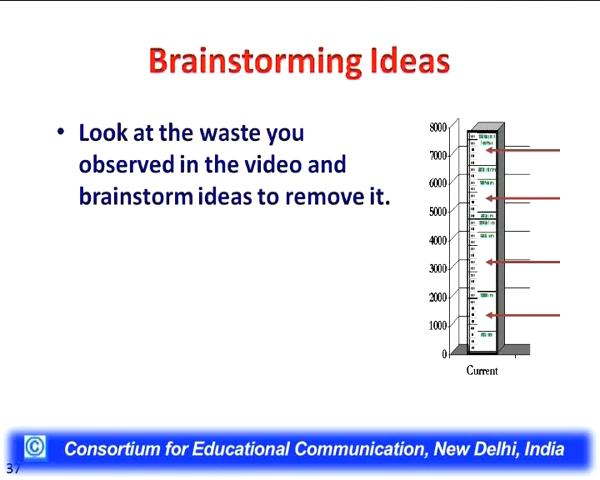 Brainstorming Ideas
• Look at the waste you
observed in the video and
brainstorm ideas to remove it.
8000
7000
6000
5000
4000
3000
2000
1000
0
Current
© Consortium for Educational Communication, New Delhi, India
37